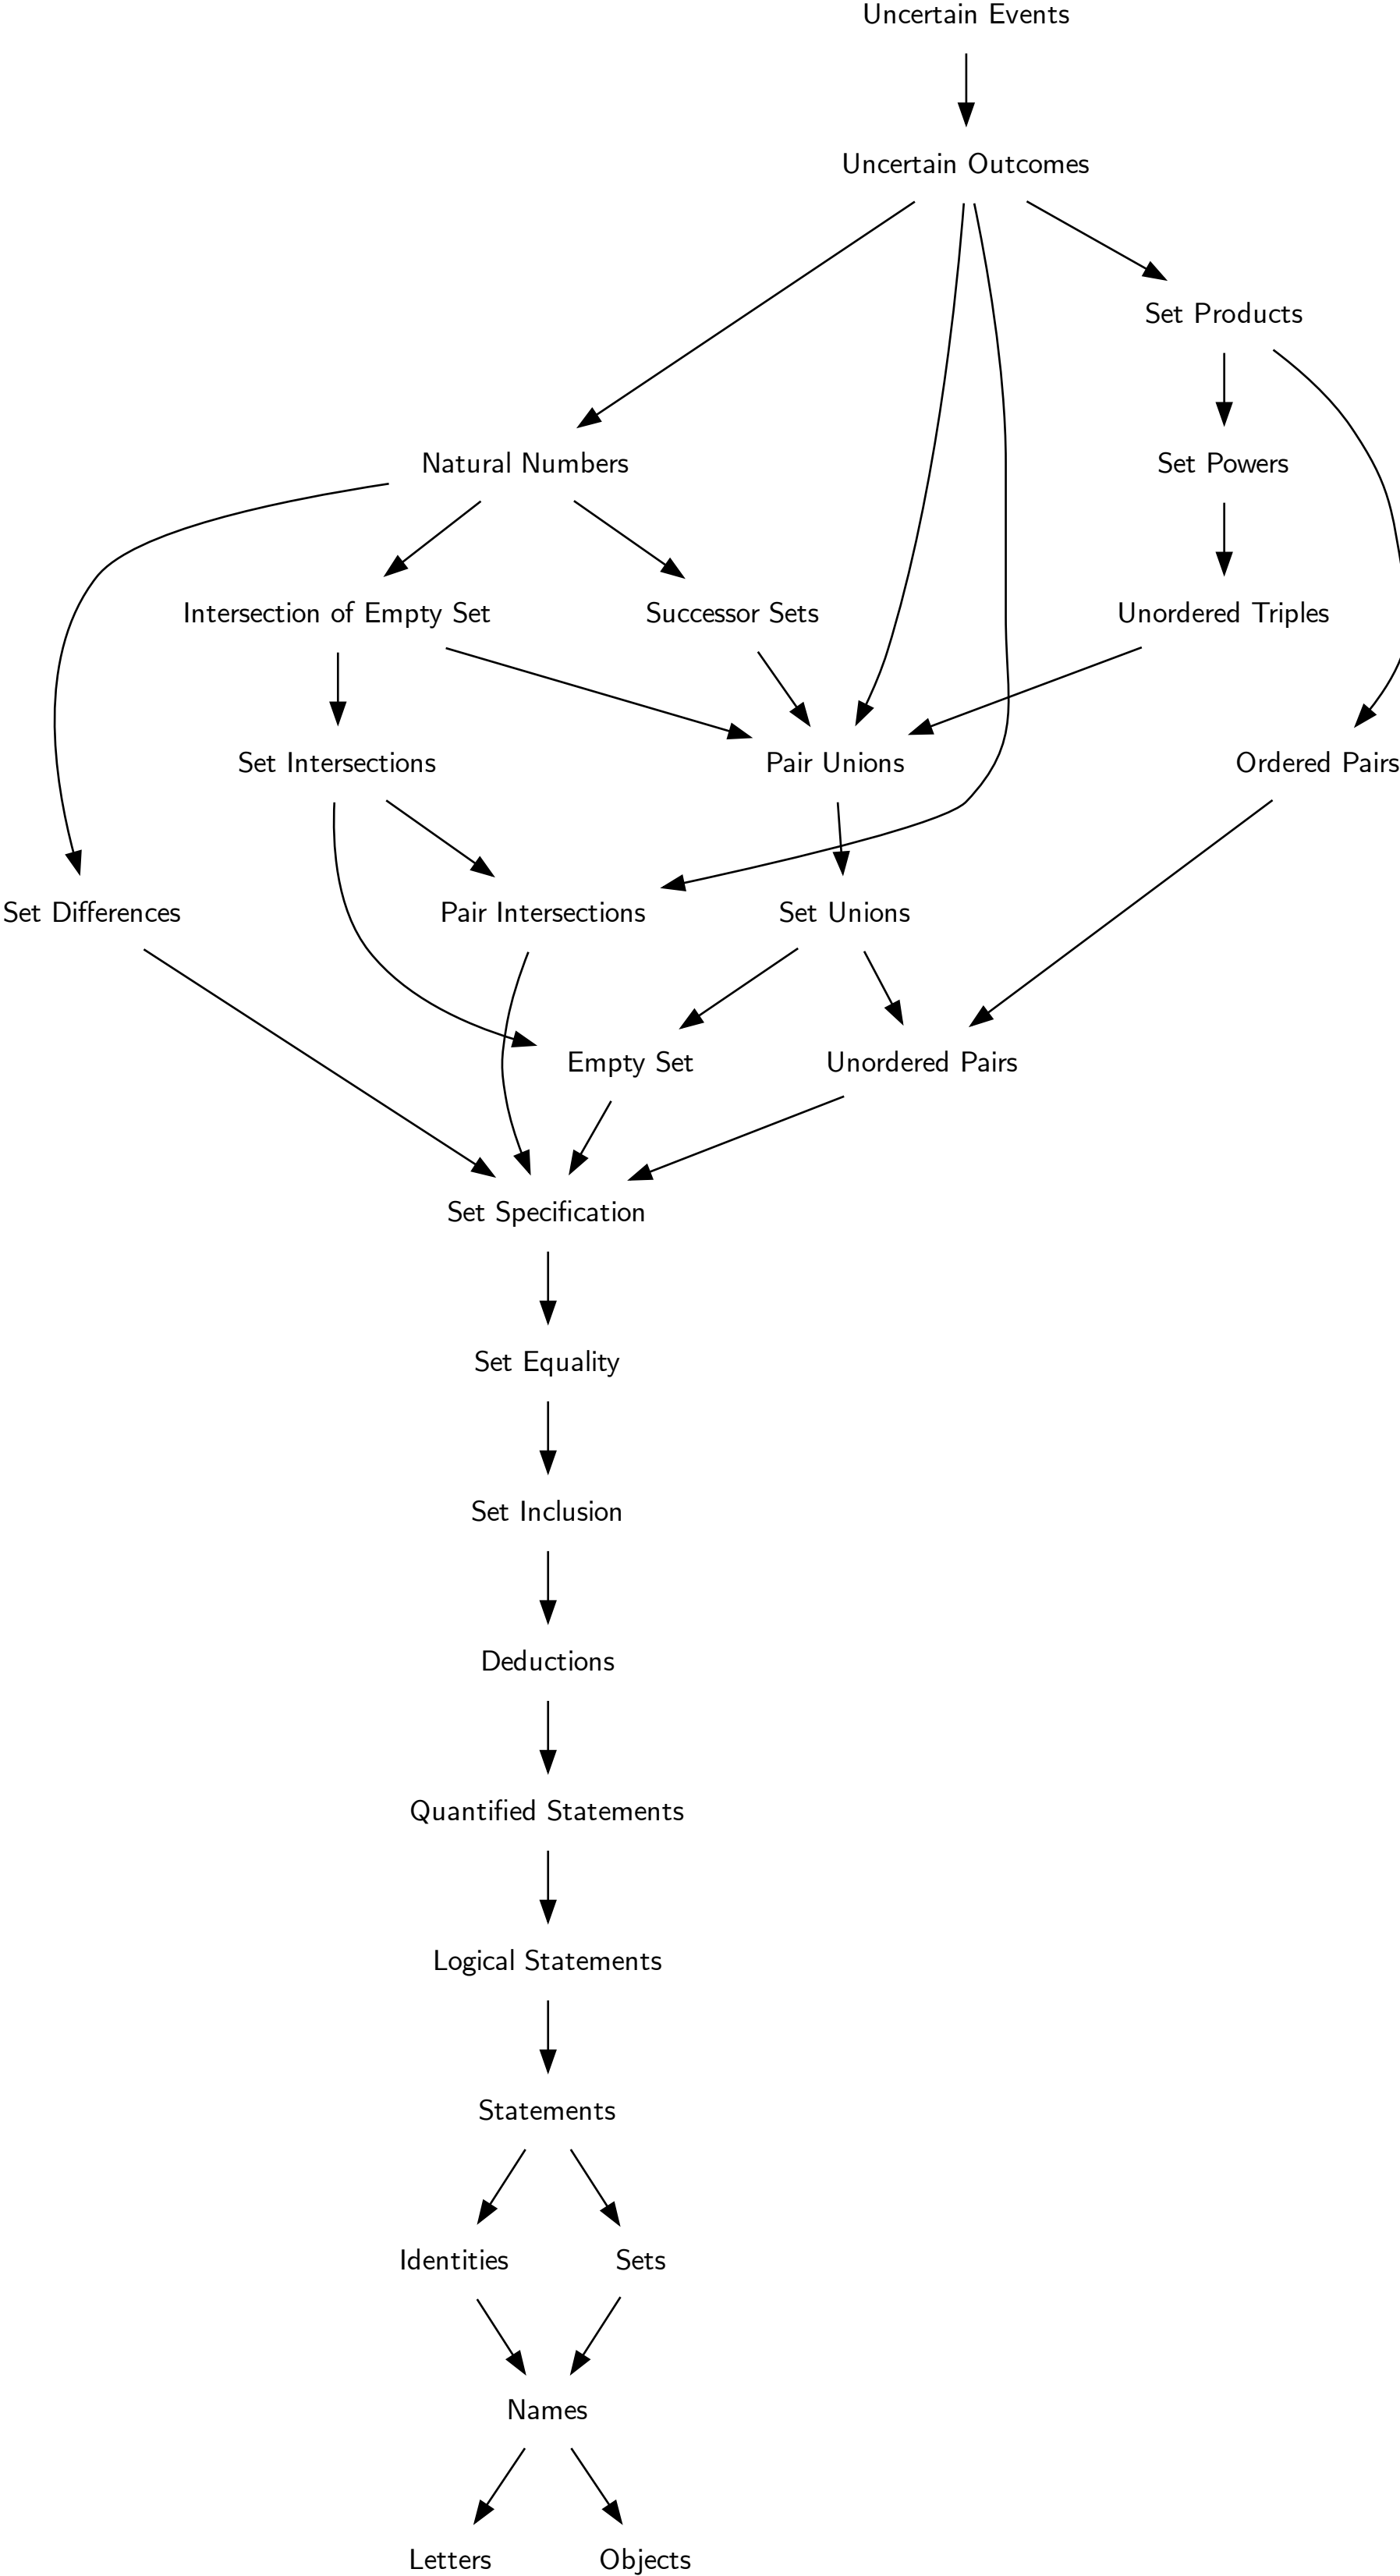 Uncertain Events
Uncertain Outcomes
Set Products
Natural Numbers
Set Powers
Intersection of Empty Set
Successor Sets
Unordered Triples
Set Intersections
Pair Unions
Ordered Pairs
Set Differences
Pair Intersections
Set Unions
Empty Set
Unordered Pairs
Set Specification
Set Equality
Set Inclusion
Deductions
Quantified Statements
Logical Statements
Statements
Identities
Sets
Names
Letters
Objects